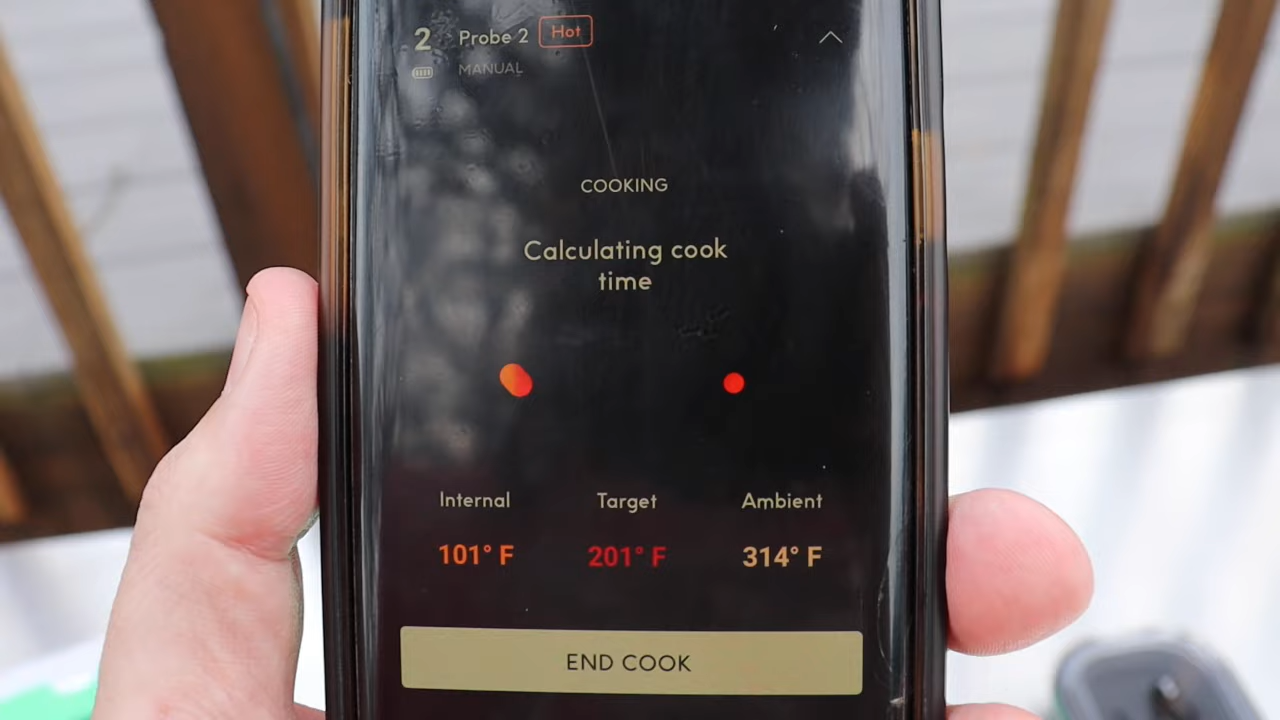 2 Probe 2 Hot
MANUAL
COOKING
Calculating cook
time
Internal Target Ambient
101° F 201° F 314° F
END COOK